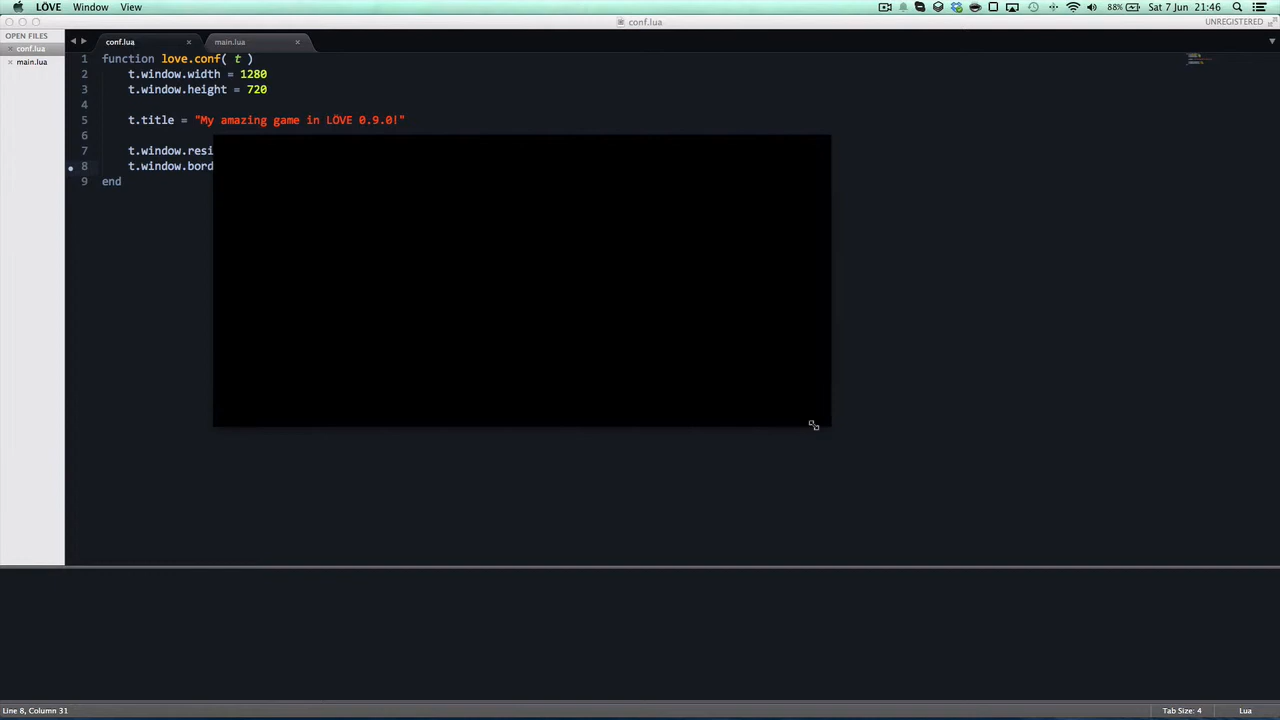 LÖVE Window View 88% Sat 7 Jun 21:46
conf.lua UNREGISTERED
OPEN FILES
conf.lua
main.lua
conf.lua main.lua
1 function love.conf( t )
2 t.window.width = 1280
3 t.window.height = 720
4
5 t.title = "My amazing game in LÖVE 0.9.0!"
6
7 t.window.resi
8 t.window.bord
9 end
Line 8, Column 31 Tab Size: 4 Lua